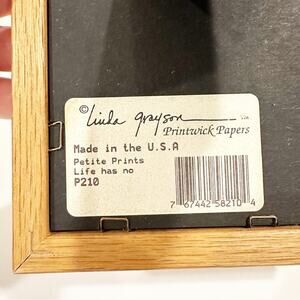 © Linda Grayson
Printwick Papers
Made in the U.S.A
Petite Prints
Life has no
P210
7 67442 58210 4